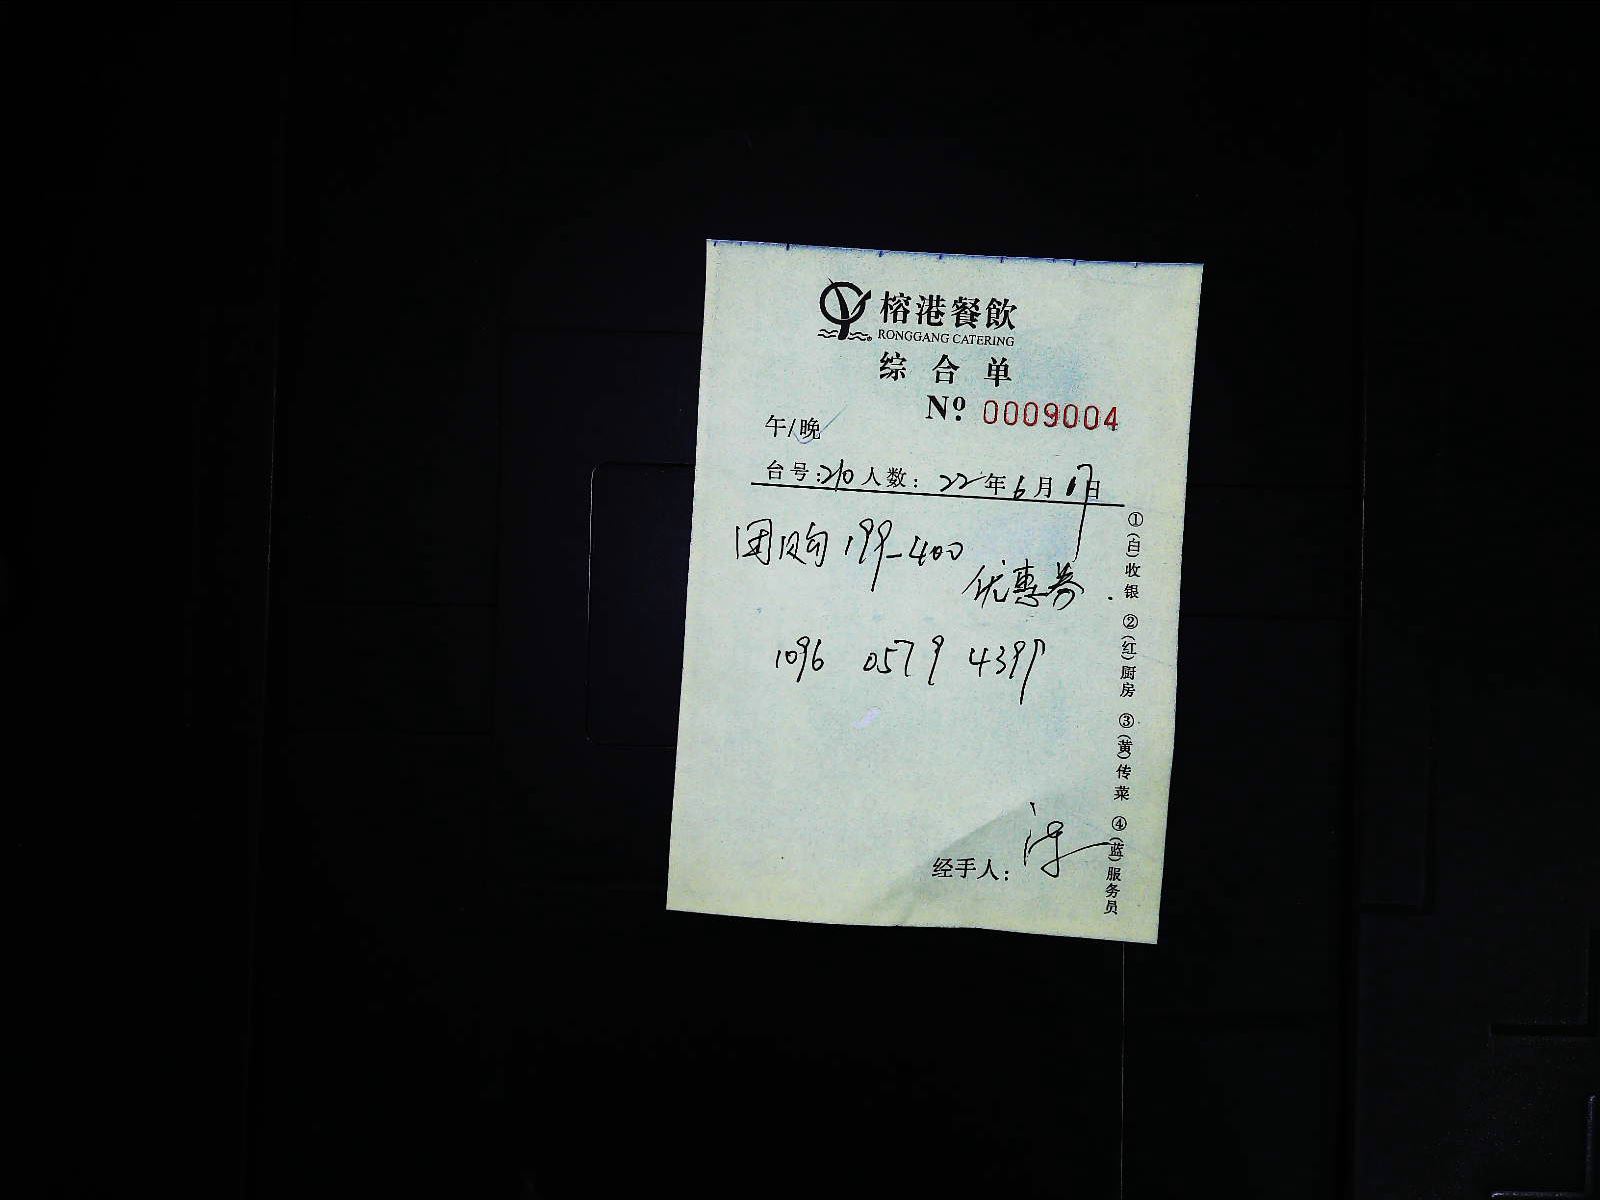 榕港餐飲
RONGGANG CATERING
综合单
Nº. 0009004
午/晚
台号:210人数: 22年6月17日
团购199-400
优惠券.
1096 0579 4397
经手人:
①(白)收银 ②(红)厨房 ③(黄)传菜 ④(蓝)服务员